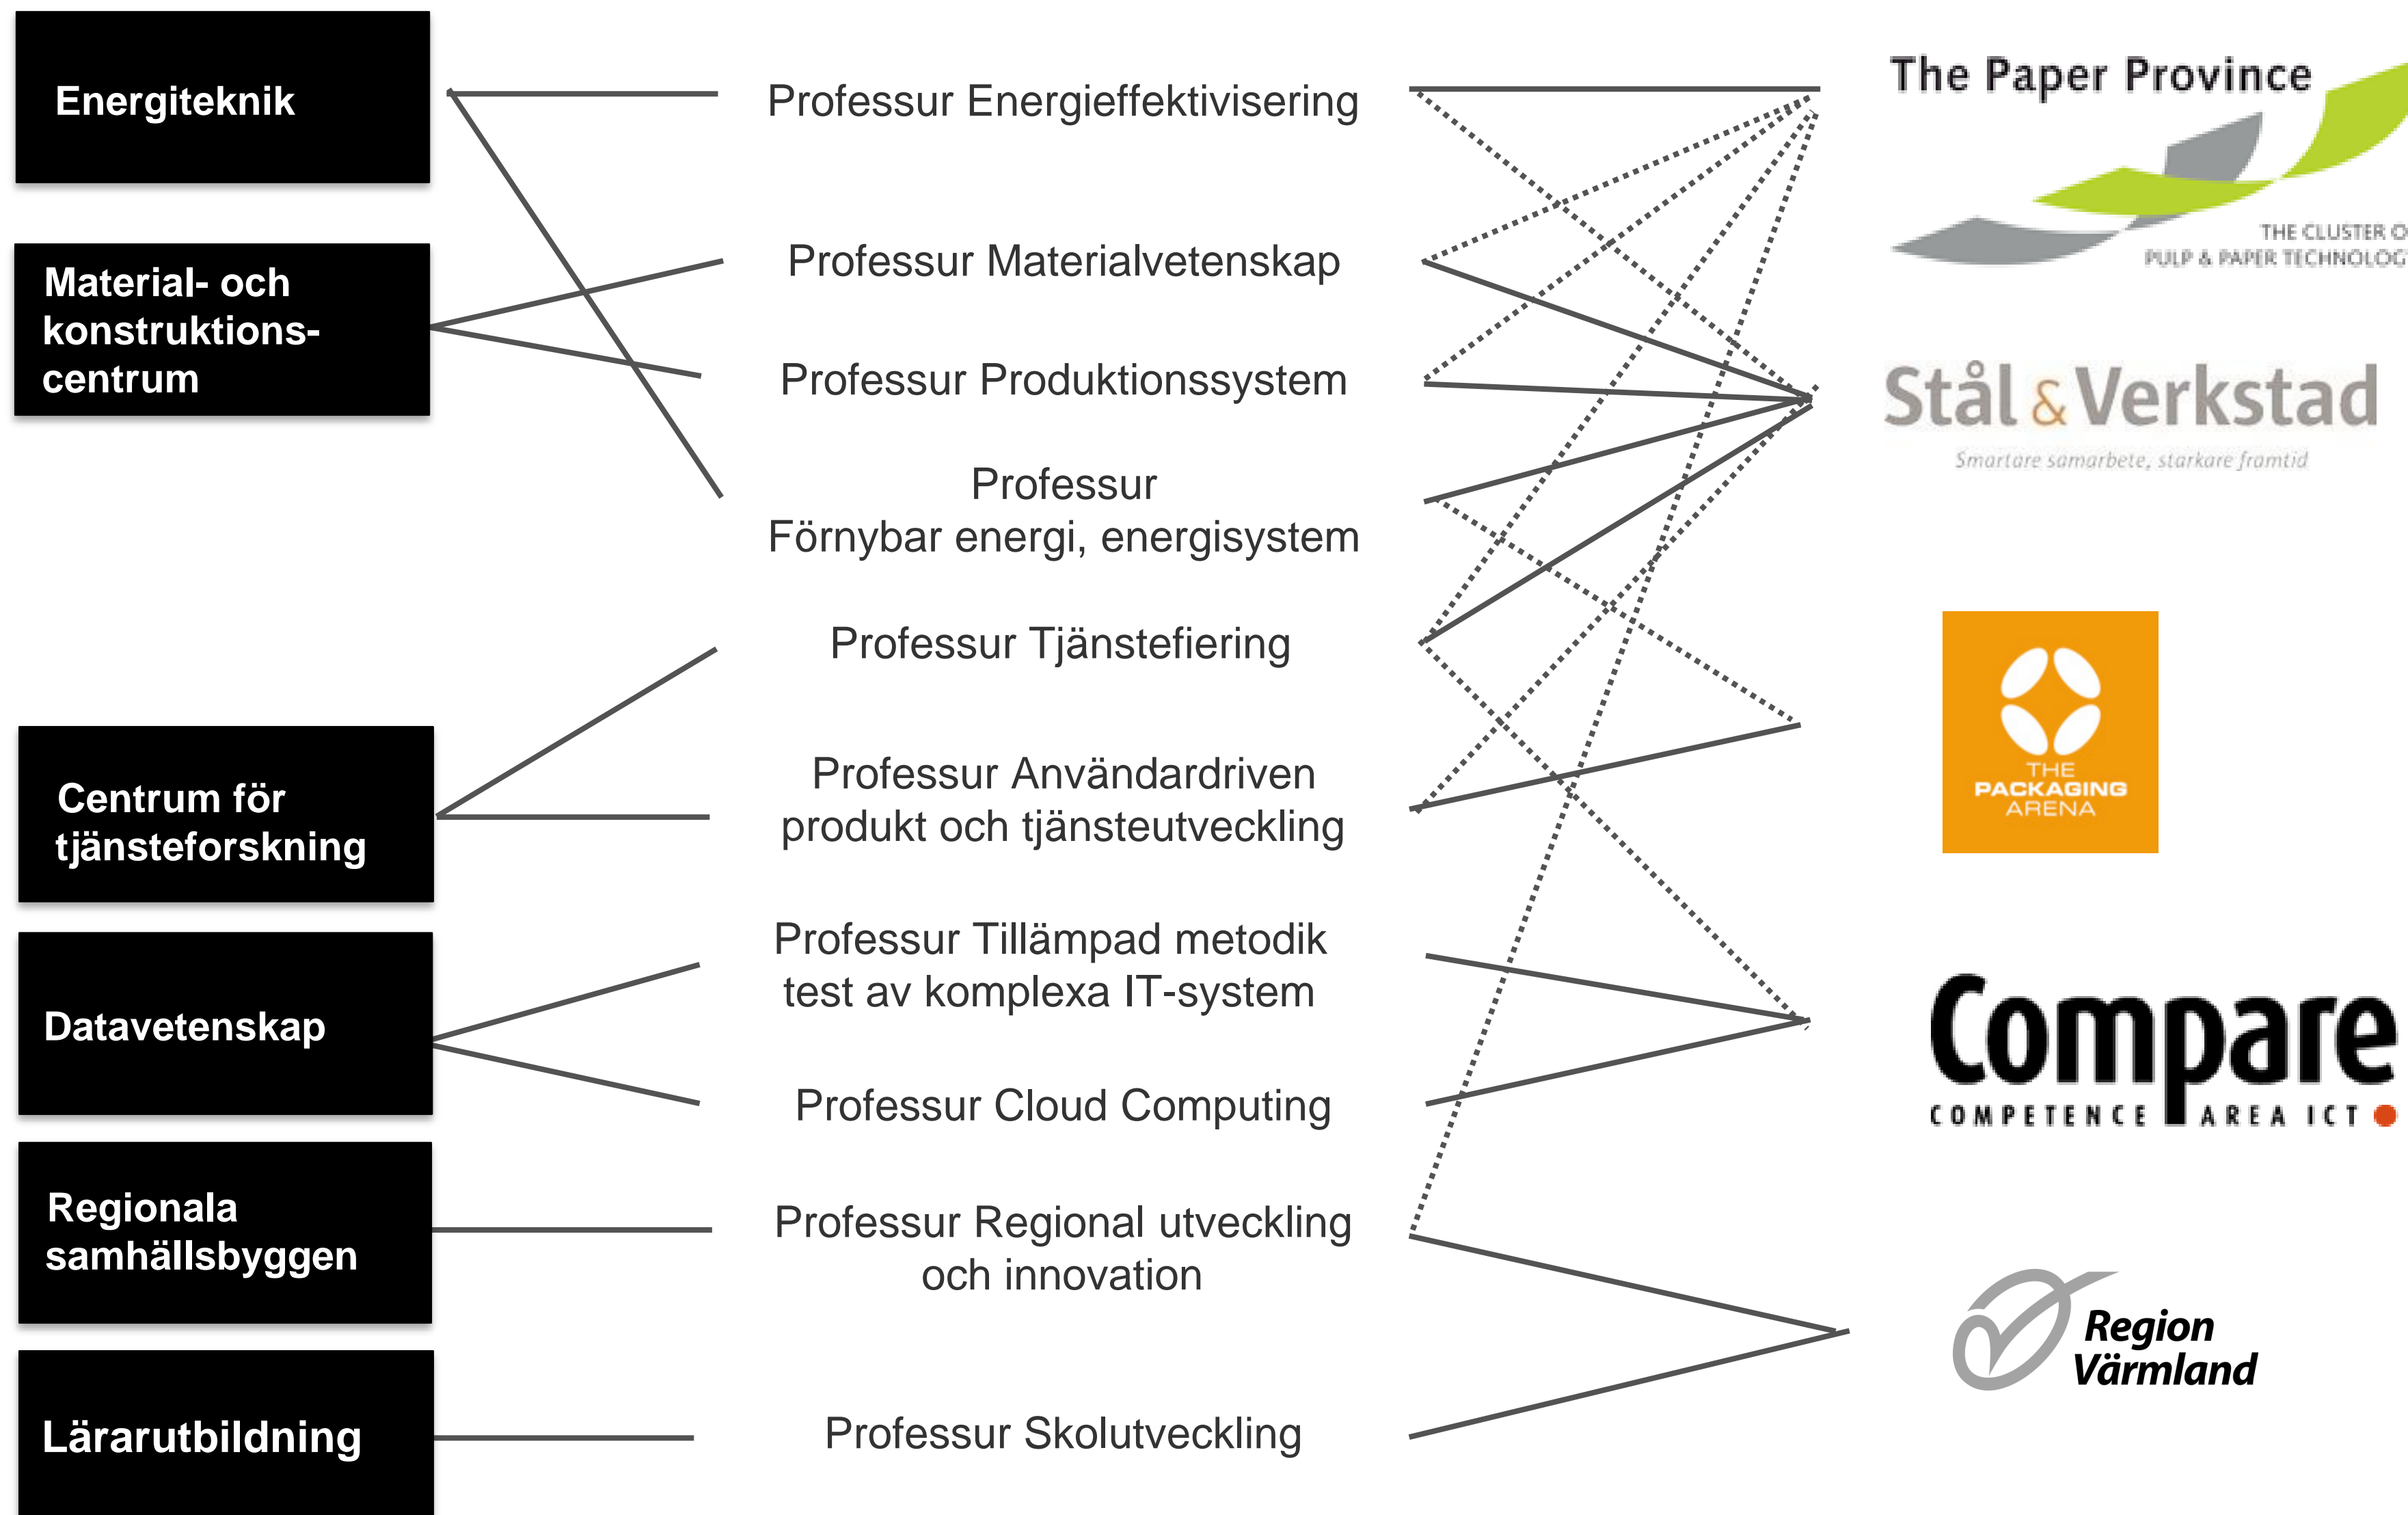 Energiteknik
Material- och
konstruktions-
centrum
Centrum för
tjänsteforskning
Datavetenskap
Regionala
samhällsbyggen
Lärarutbildning
Professur Energieffektivisering
Professur Materialvetenskap
Professur Produktionssystem
Professur
Förnybar energi, energisystem
Professur Tjänstefiering
Professur Användardriven
produkt och tjänsteutveckling
Professur Tillämpad metodik
test av komplexa IT-system
Professur Cloud Computing
Professur Regional utveckling
och innovation
Professur Skolutveckling
The Paper Province
THE CLUSTER O
PULP & PAPER TECHNOLOG
Stål & Verkstad
Smartare samarbete, starkare framtid
THE
PACKAGING
ARENA
Compare
COMPETENCE AREA ICT
Region
Värmland